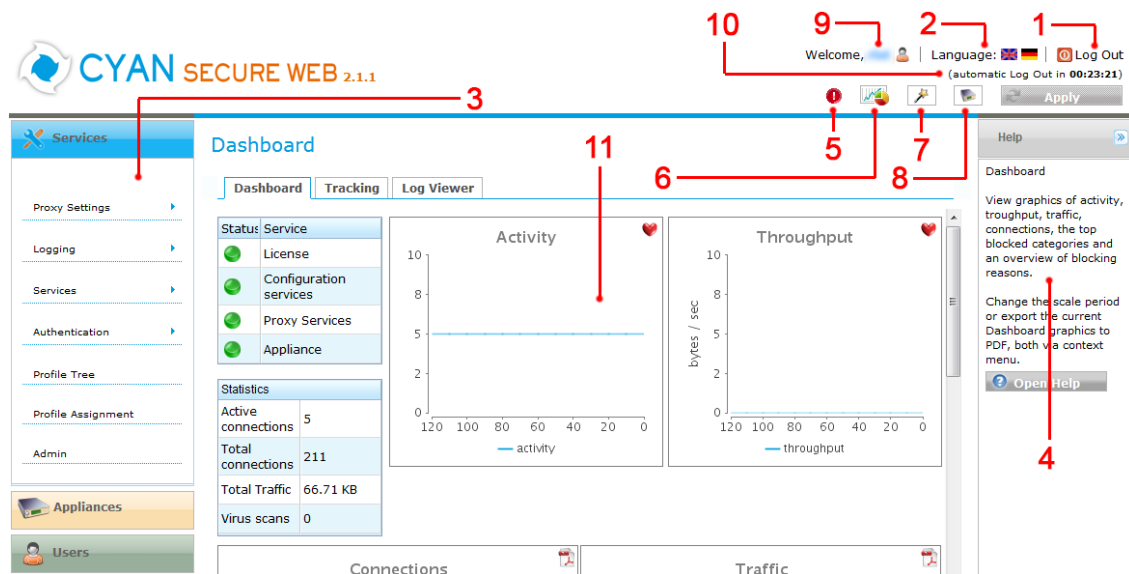 10
9
2
1
Welcome,
Language:
Log Out
(automatic Log Out in 00:23:21)
CYAN SECURE WEB 2.1.1
Apply
3
5
6
7
8
11
4
Services
Proxy Settings
Logging
Services
Authentication
Profile Tree
Profile Assignment
Admin
Appliances
Users
Dashboard
Dashboard
Tracking
Log Viewer
Status Service
License
Configuration
services
Proxy Services
Appliance
Statistics
Active
connections 5
Total
connections 211
Total Traffic 66.71 KB
Virus scans 0
Activity
10
8
5
2
0
120 100 80 60 40 20 0
activity
Throughput
bytes / sec
10
8
5
2
0
120 100 80 60 40 20 0
throughput
Connections
Traffic
Help
Dashboard
View graphics of activity,
troughput, traffic,
connections, the top
blocked categories and
an overview of blocking
reasons.
Change the scale period
or export the current
Dashboard graphics to
PDF, both via context
menu.
Open Help